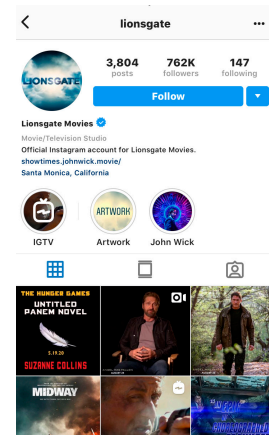 lionsgate
LIONSGATE
3,804
posts
762K
followers
147
following
Follow
Lionsgate Movies
Movie/Television Studio
Official Instagram account for Lionsgate Movies.
showtimes.johnwick.movie/
Santa Monica, California
ARTWORK
IGTV
Artwork
John Wick
THE HUNGER GAMES
UNTITLED
PANEM NOVEL
5.19.20
SUZANNE COLLINS
MIDWAY